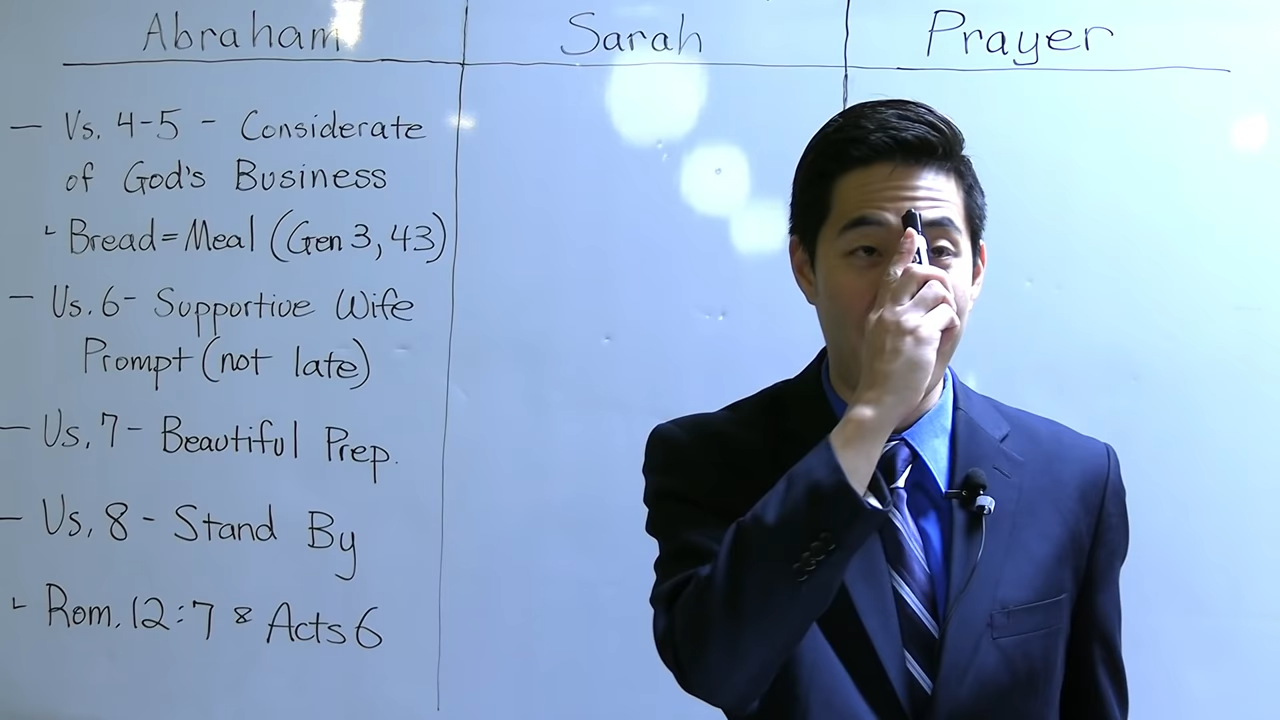 Abraham Sarah Prayer
— Vs. 4-5 - Considerate
of God's Business
Bread=Meal (Gen 3, 43)
— Vs. 6- Supportive Wife
Prompt (not late)
— Vs. 7- Beautiful Prep.
— Vs. 8 - Stand By
Rom. 12:7 & Acts 6